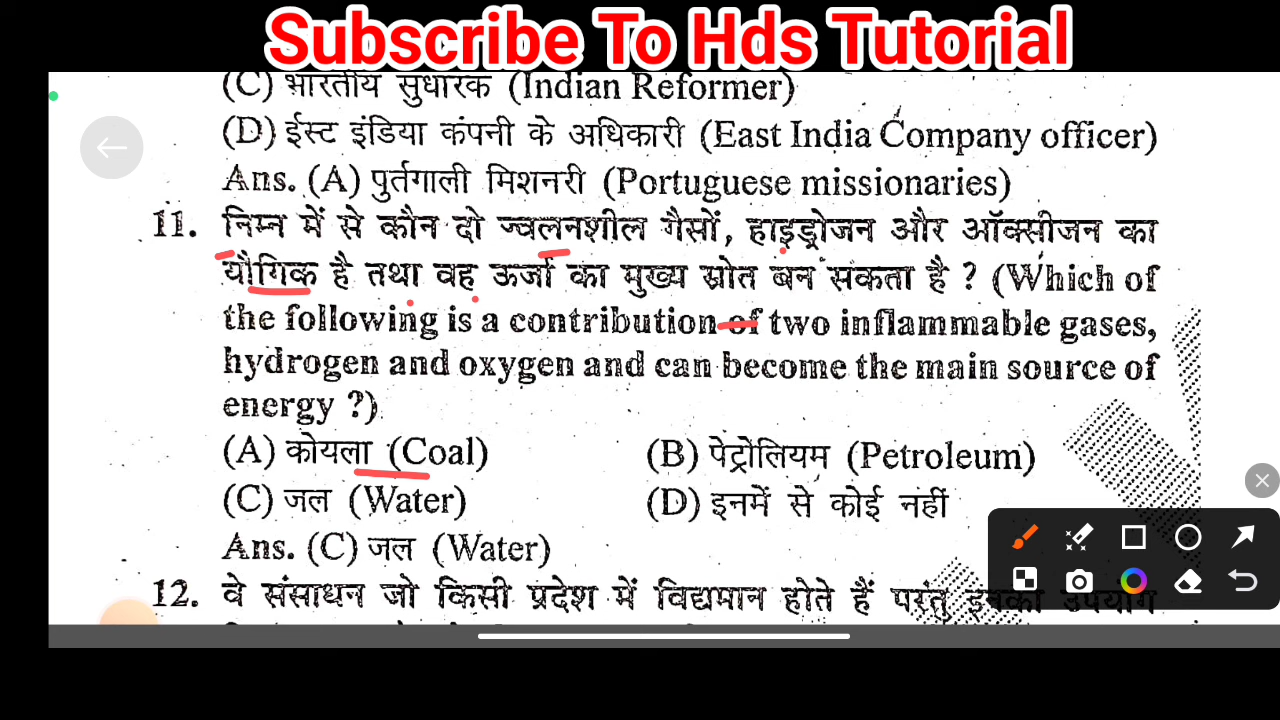 Subscribe To Hds Tutorial
(C) भारतीय सुधारक (Indian Reformer)
(D) ईस्ट इंडिया कंपनी के अधिकारी (East India Company officer)
Ans. (A) पुर्तगाली मिशनरी (Portuguese missionaries)
11. निम्न में से कौन दो ज्वलनशील गैसों, हाइड्रोजन और ऑक्सीजन का
यौगिक है तथा वह ऊर्जा का मुख्य स्रोत बन सकता है ? (Which of
the following is a contribution of two inflammable gases,
hydrogen and oxygen and can become the main source of
energy ?)
(A) कोयला (Coal) (B) पेट्रोलियम (Petroleum)
(C) जल (Water) (D) इनमें से कोई नहीं
Ans. (C) जल (Water)
12. वे संसाधन जो किसी प्रदेश में विद्यमान होते हैं परंतु इनका उपयोग